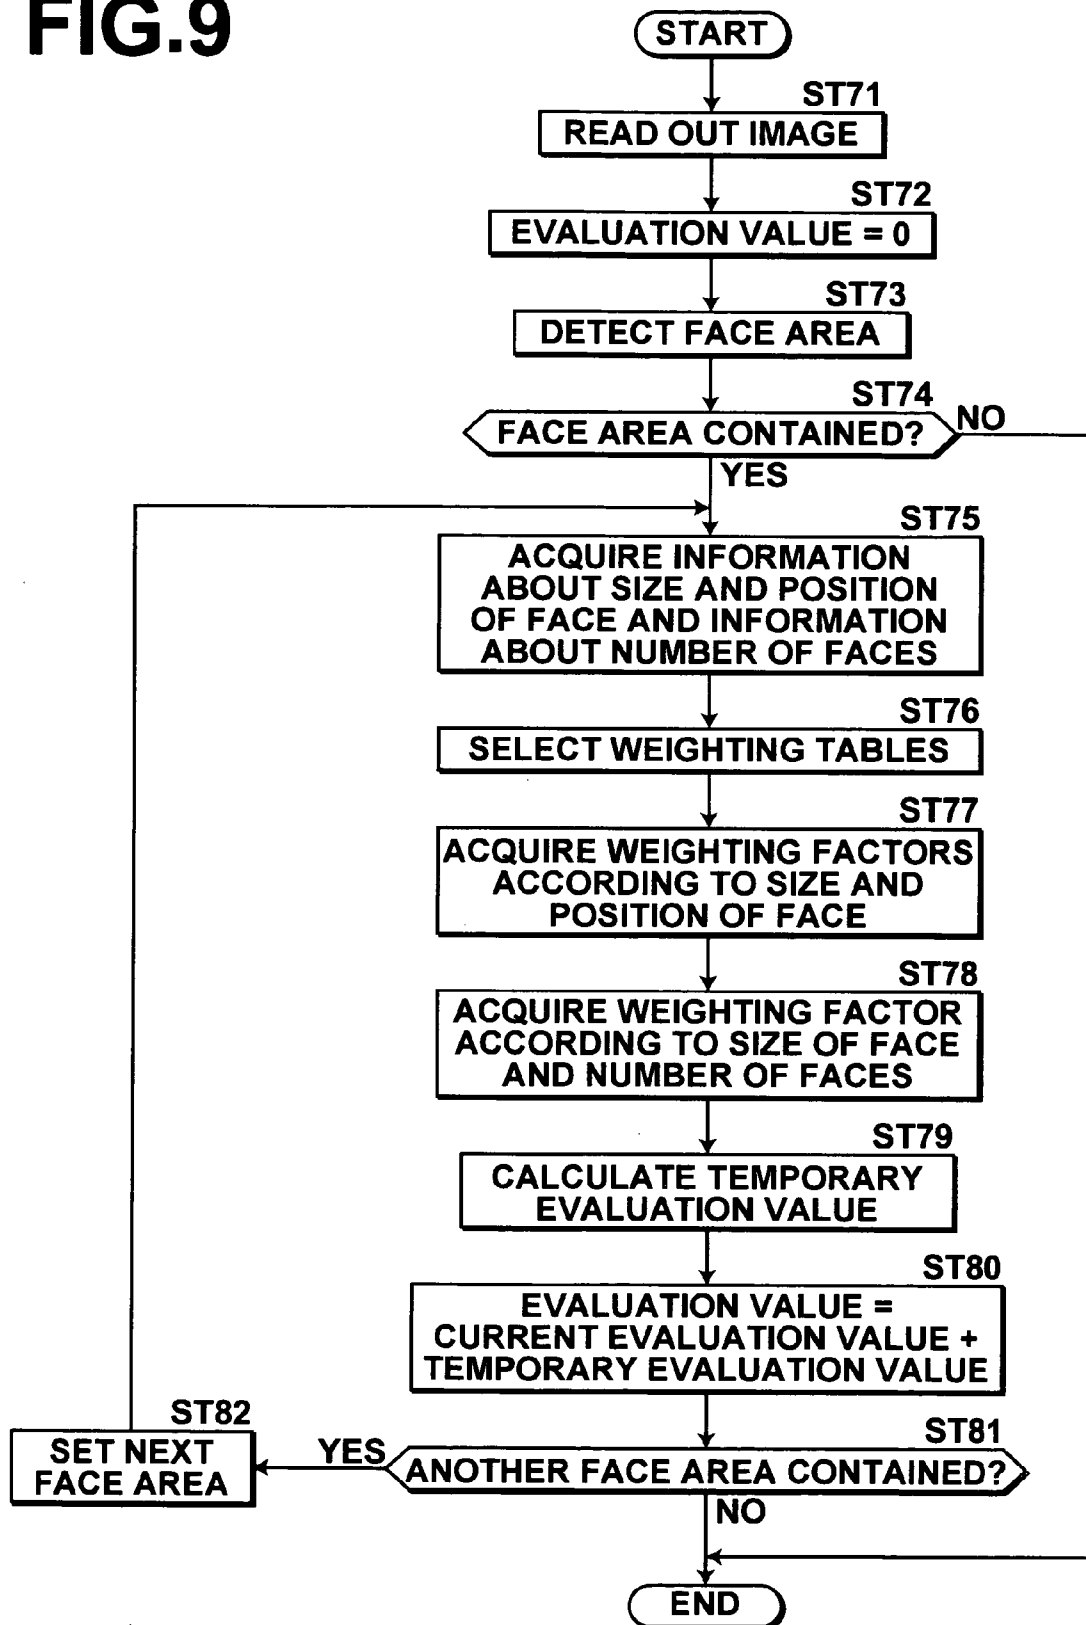 FIG.9
START
ST71
READ OUT IMAGE
ST72
EVALUATION VALUE = 0
ST73
DETECT FACE AREA
ST74
FACE AREA CONTAINED?
NO
YES
ST75
ACQUIRE INFORMATION
ABOUT SIZE AND POSITION
OF FACE AND INFORMATION
ABOUT NUMBER OF FACES
ST76
SELECT WEIGHTING TABLES
ST77
ACQUIRE WEIGHTING FACTORS
ACCORDING TO SIZE AND
POSITION OF FACE
ST78
ACQUIRE WEIGHTING FACTOR
ACCORDING TO SIZE OF FACE
AND NUMBER OF FACES
ST79
CALCULATE TEMPORARY
EVALUATION VALUE
ST80
EVALUATION VALUE =
CURRENT EVALUATION VALUE +
TEMPORARY EVALUATION VALUE
ST81
ANOTHER FACE AREA CONTAINED?
YES
ST82
SET NEXT
FACE AREA
NO
END